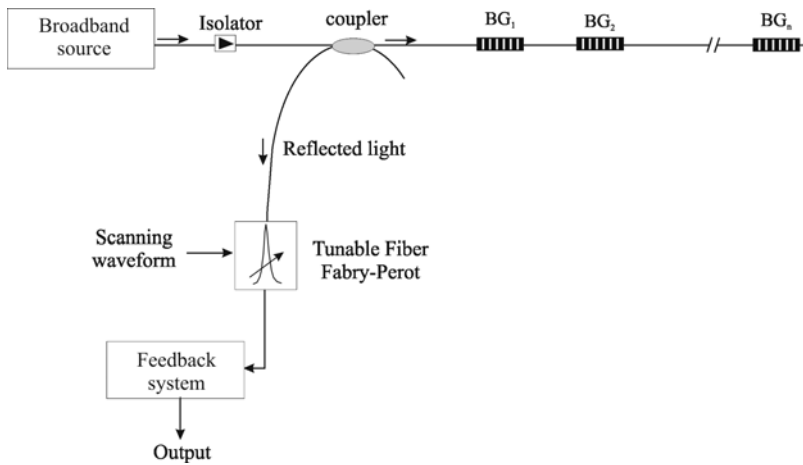 Broadband
source
Isolator
coupler
BG1
BG2
BGn
Reflected light
Scanning
waveform
Tunable Fiber
Fabry-Perot
Feedback
system
Output